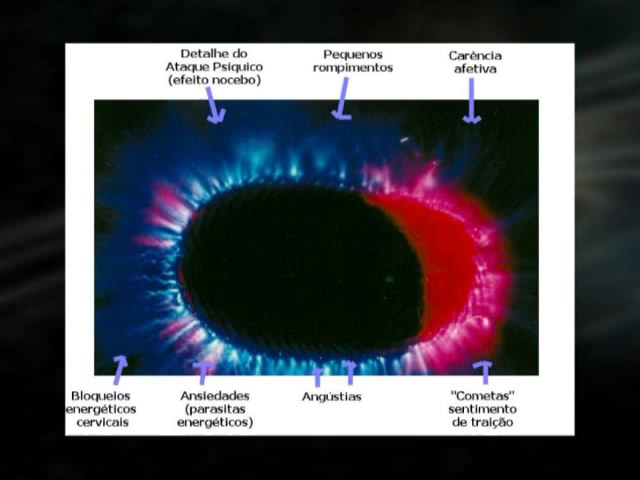 Detalhe do
Ataque Psíquico
(efeito nocebo)
Pequenos
rompimentos
Carência
afetiva
Bloqueios
energéticos
cervicais
Ansiedades
(parasitas
energéticos)
Angústias
"Cometas"
sentimento
de traição